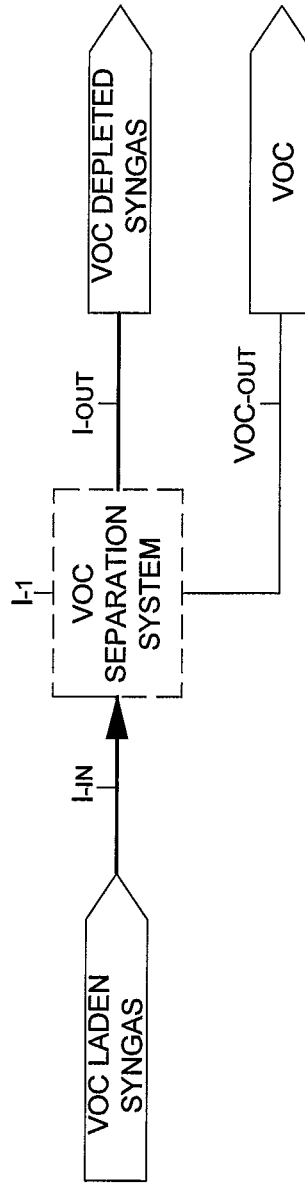 VOC LADEN
SYNGAS
I-IN
I-1
VOC
SEPARATION
SYSTEM
I-OUT
VOC DEPLETED
SYNGAS
VOC-OUT
VOC